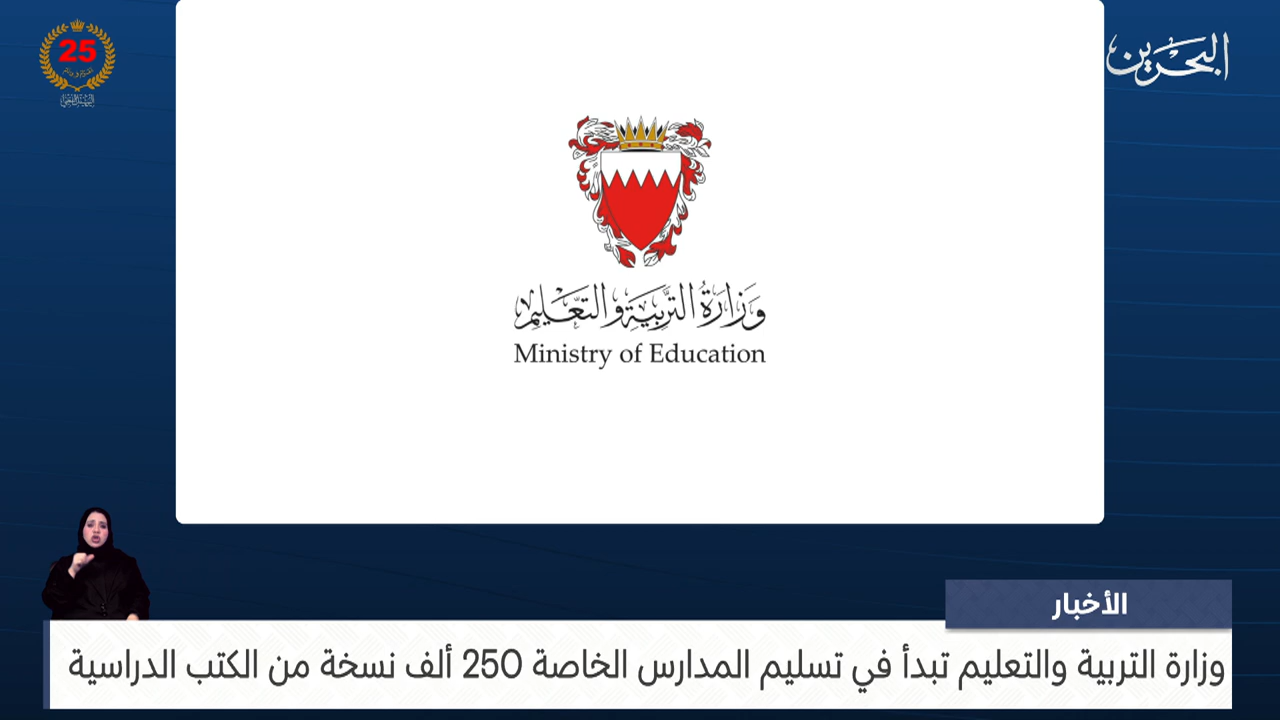 البحرين
25
وزارة التربية والتعليم
Ministry of Education
الأخبار
وزارة التربية والتعليم تبدأ في تسليم المدارس الخاصة 250 ألف نسخة من الكتب الدراسية